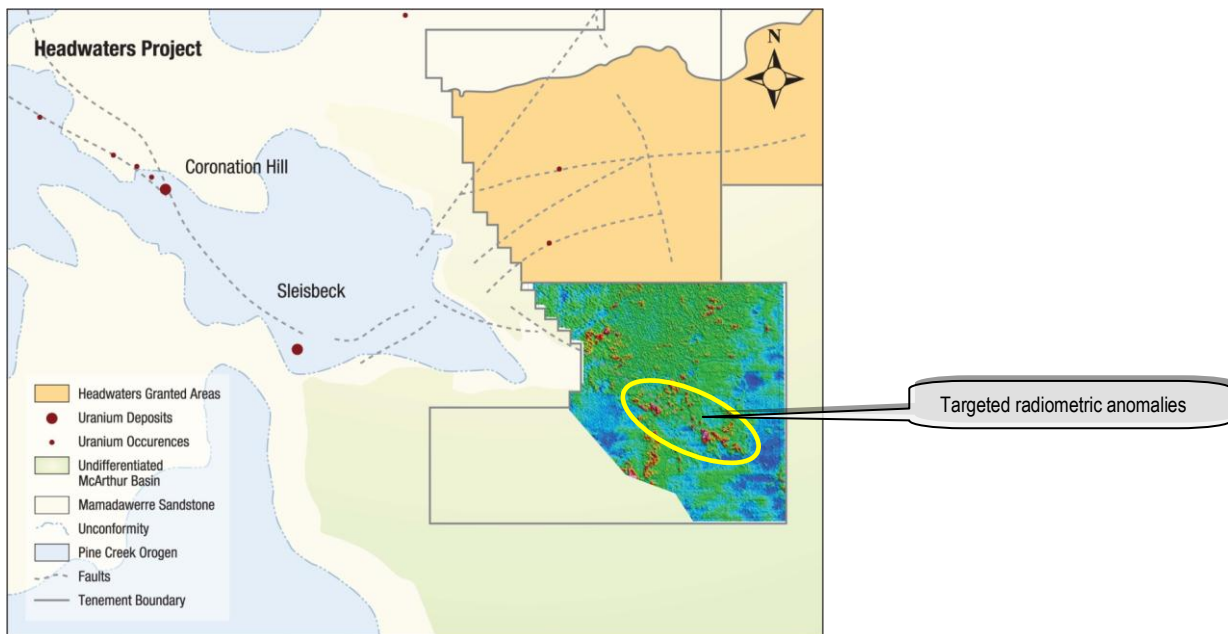 Headwaters Project
N
Coronation Hill
Sleisbeck
Headwaters Granted Areas
Uranium Deposits
Uranium Occurences
Undifferentiated
McArthur Basin
Mamadawerre Sandstone
Unconformity
Pine Creek Orogen
Faults
Tenement Boundary
Targeted radiometric anomalies